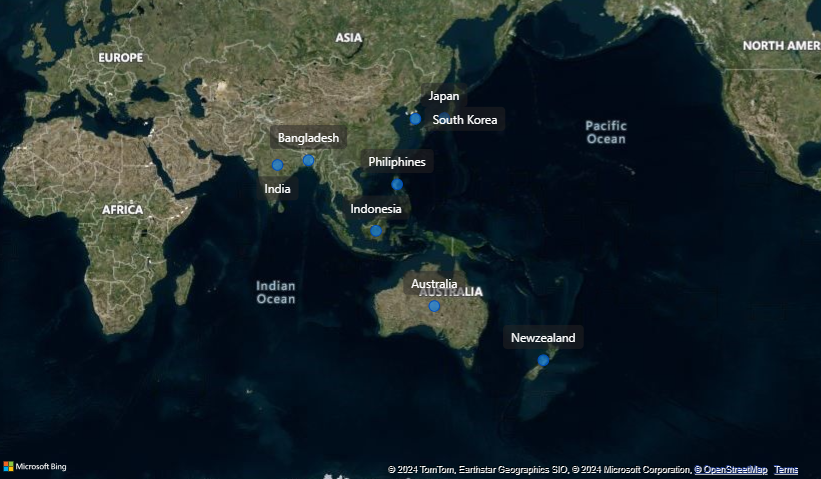 ASIA
NORTH AMER
EUROPE
Japan
South Korea
Pacific
Ocean
Bangladesh
Philiphines
India
AFRICA
Indonesia
Indian
Ocean
Australia
AUSTRALIA
Newzealand
Microsoft Bing
© 2024 TomTom, Earthstar Geographics SIO, © 2024 Microsoft Corporation, © OpenStreetMap Terms